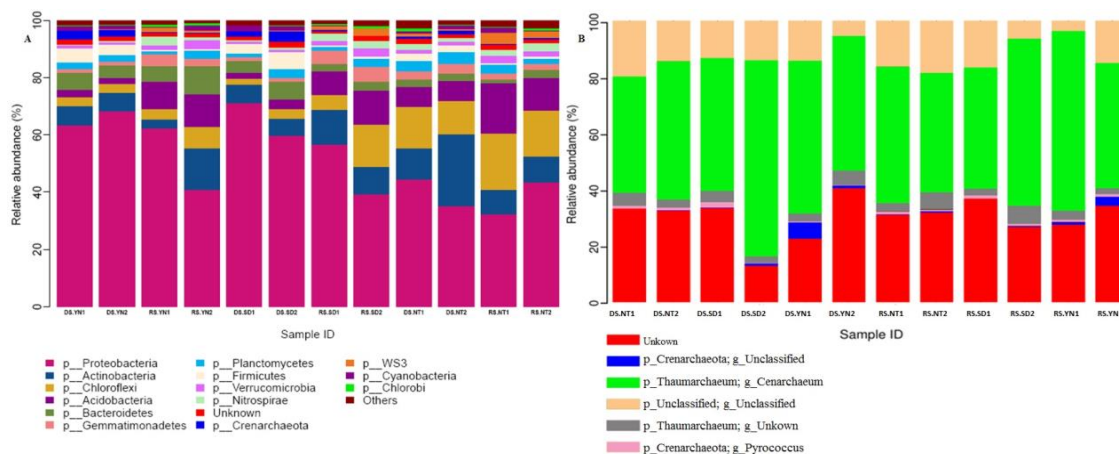 A
B
Relative abundance (%)
100
80
60
40
20
0
DS.YN1 DS.YN2 RS.YN1 RS.YN2 DS.SD1 DS.SD2 RS.SD1 RS.SD2 DS.NT1 DS.NT2 RS.NT1 RS.NT2
Sample ID
p__Proteobacteria
p__Actinobacteria
p__Chloroflexi
p__Acidobacteria
p__Bacteroidetes
p__Gemmatimonadetes
p__Planctomycetes
p__Firmicutes
p__Verrucomicrobia
p__Nitrospirae
Unknown
p__Crenarchaeota
p__WS3
p__Cyanobacteria
p__Chlorobi
Others
Relative abundance (%)
100
80
60
40
20
0
DS.NT1 DS.NT2 DS.SD1 DS.SD2 DS.YN1 DS.YN2 RS.NT1 RS.NT2 RS.SD1 RS.SD2 RS.YN1
Sample ID
Unkown
p_Crenarchaeota; g_Unclassified
p_Thaumarchaeum; g_Cenarchaeum
p_Unclassified; g_Unclassified
p_Thaumarchaeum; g_Unkown
p_Crenarchaeota; g_Pyrococcus